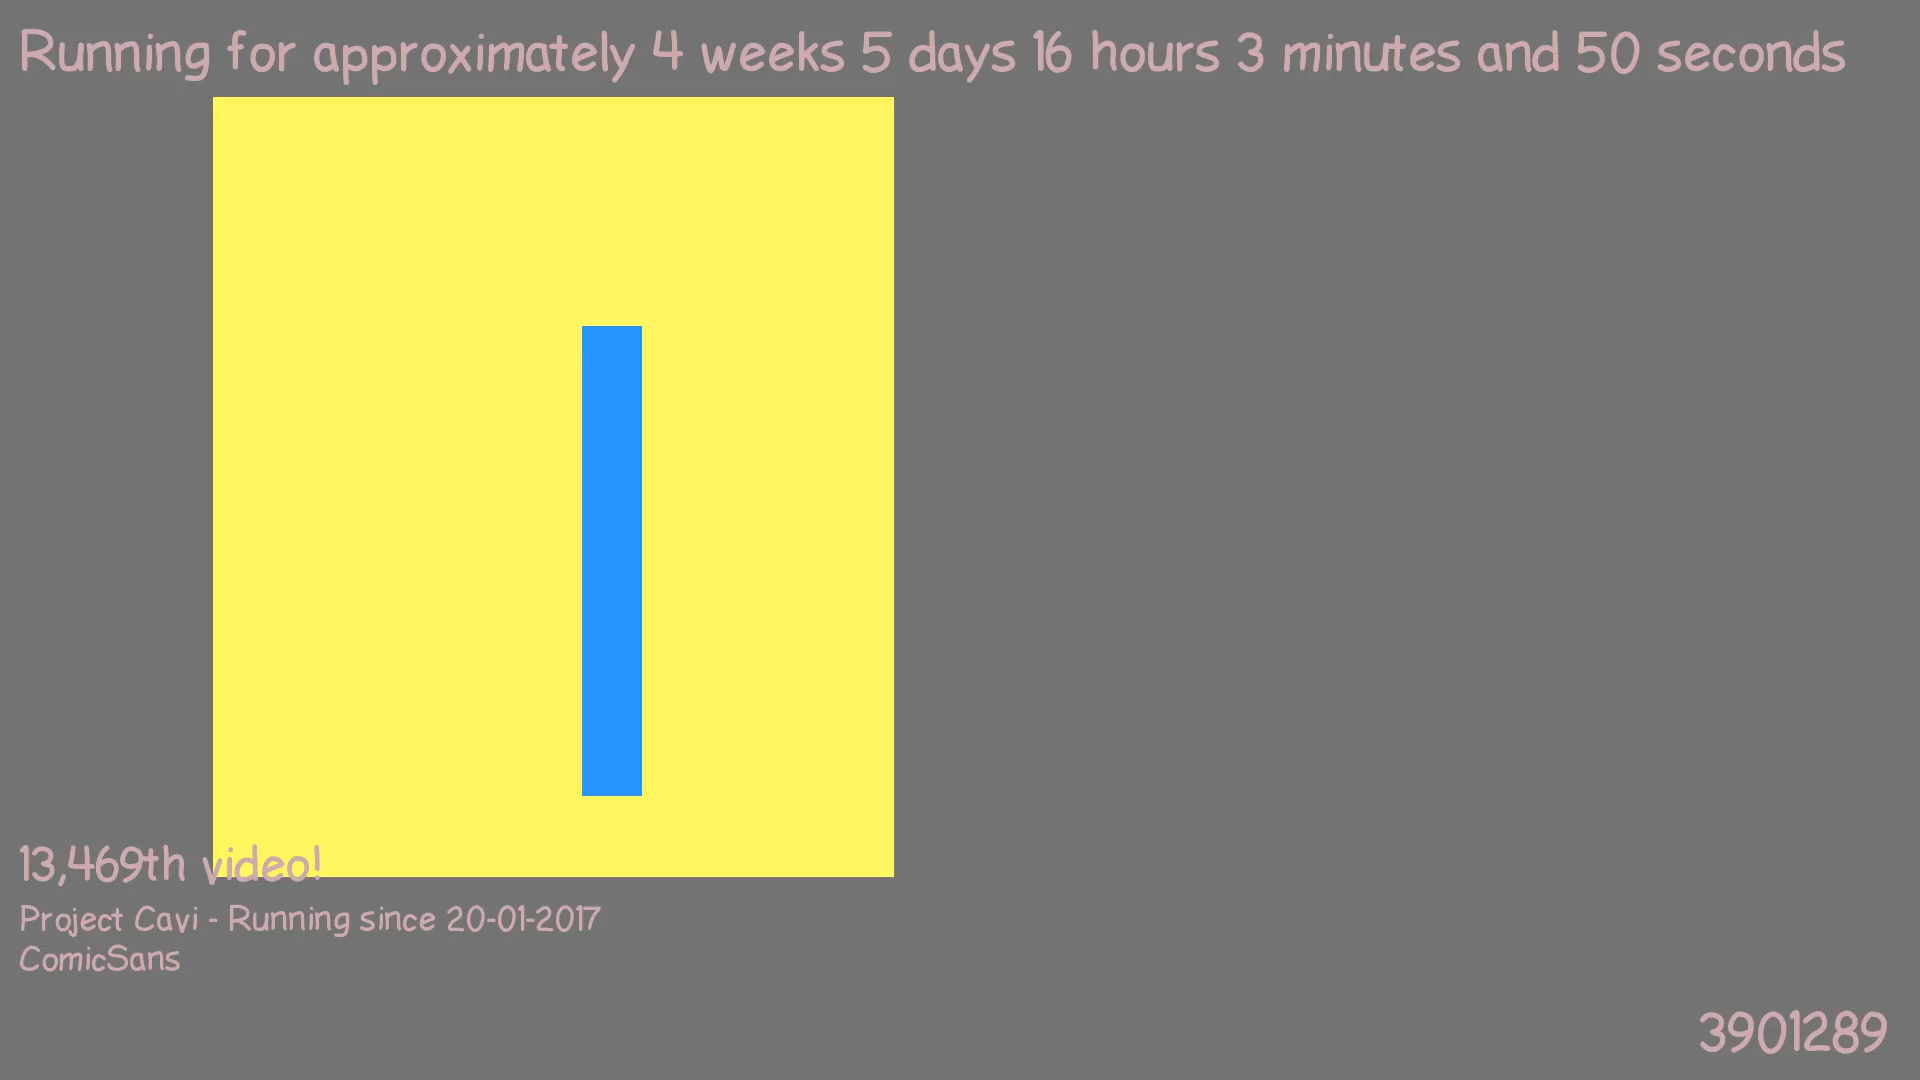 Running for approximately 4 weeks 5 days 16 hours 3 minutes and 50 seconds
13,469th video!
Project Cavi - Running since 20-01-2017
ComicSans
3901289